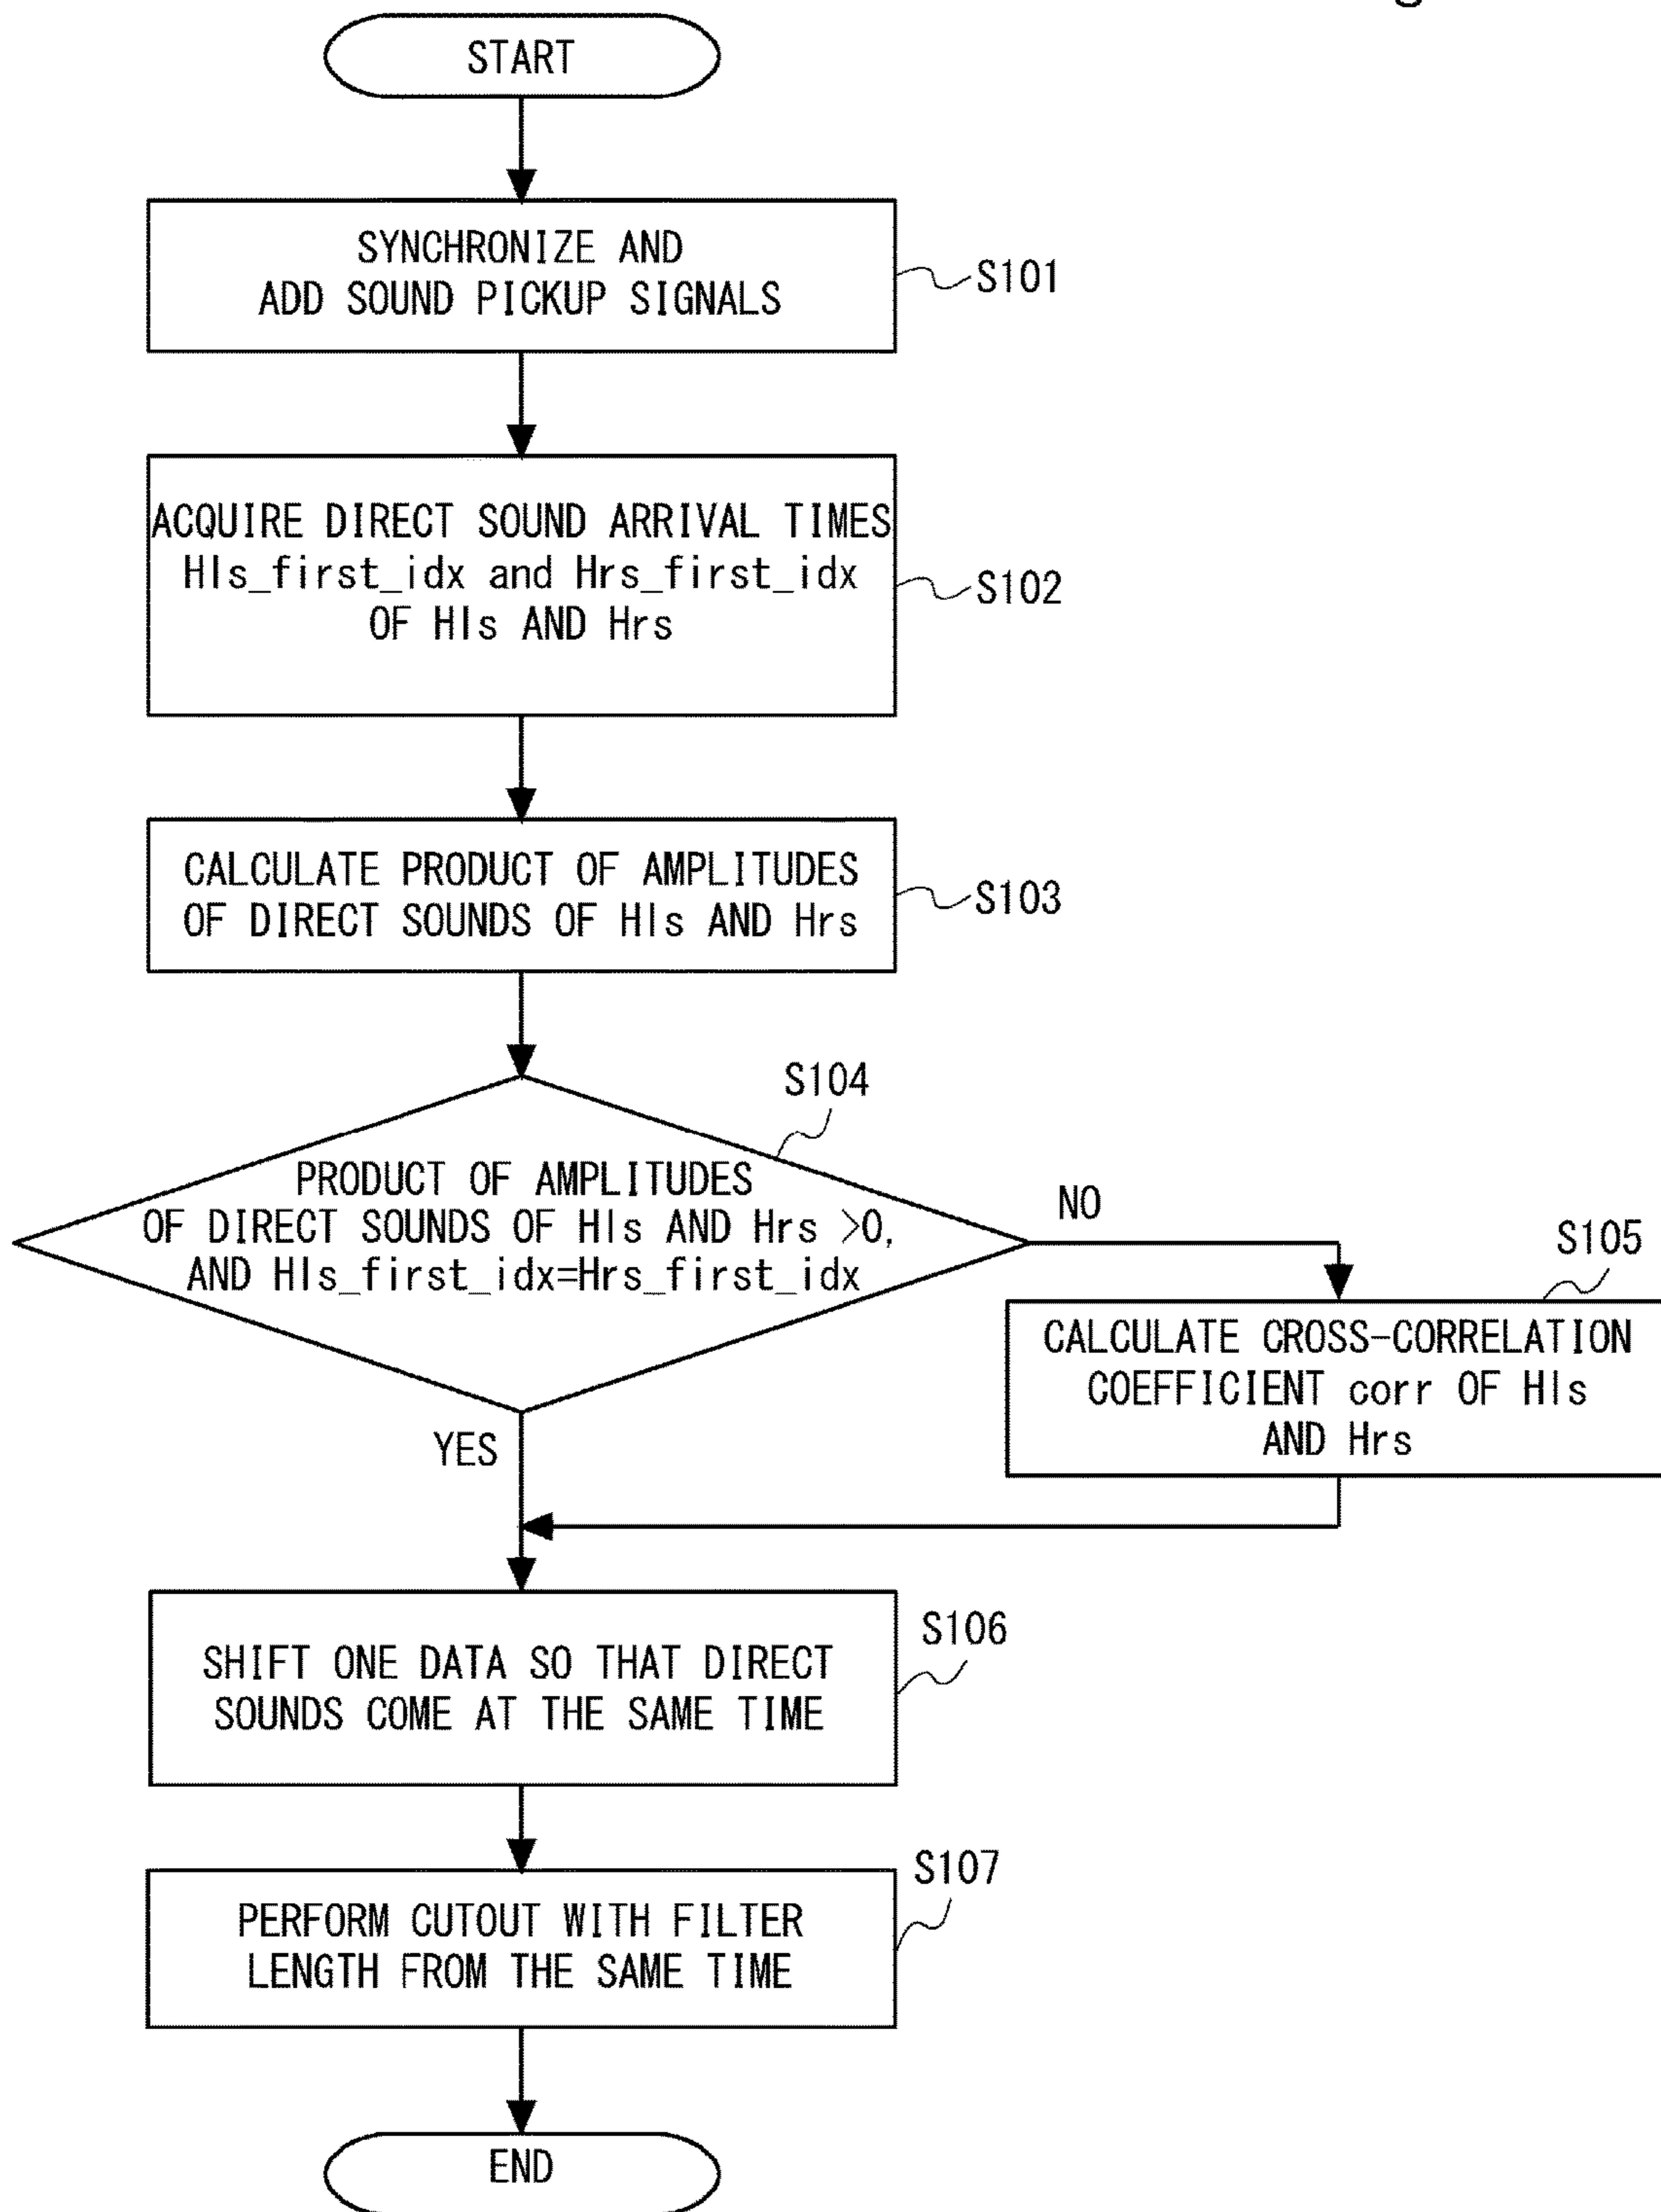 START
SYNCHRONIZE AND
ADD SOUND PICKUP SIGNALS
S101
ACQUIRE DIRECT SOUND ARRIVAL TIMES
Hls_first_idx and Hrs_first_idx
OF Hls AND Hrs
S102
CALCULATE PRODUCT OF AMPLITUDES
OF DIRECT SOUNDS OF Hls AND Hrs
S103
S104
PRODUCT OF AMPLITUDES
OF DIRECT SOUNDS OF Hls AND Hrs >0,
AND Hls_first_idx=Hrs_first_idx
NO
S105
CALCULATE CROSS-CORRELATION
COEFFICIENT corr OF Hls
AND Hrs
YES
S106
SHIFT ONE DATA SO THAT DIRECT
SOUNDS COME AT THE SAME TIME
S107
PERFORM CUTOUT WITH FILTER
LENGTH FROM THE SAME TIME
END